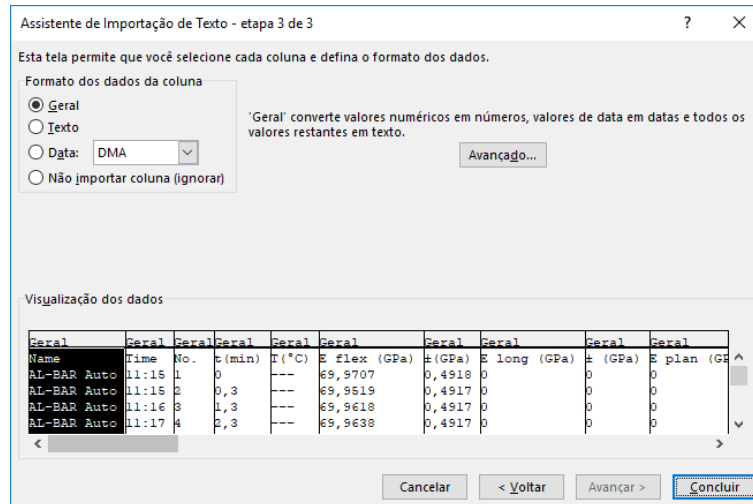 Assistente de Importação de Texto - etapa 3 de 3
Esta tela permite que você selecione cada coluna e defina o formato dos dados.
Formato dos dados da coluna
Geral
Texto
Data: DMA
Não importar coluna (ignorar)
'Geral' converte valores numéricos em números, valores de data em datas e todos os
valores restantes em texto.
Avançado...
Visualização dos dados
Geral Geral Geral Geral Geral Geral Geral Geral Geral Geral
Name Time No. t(min) T(°C) E flex (GPa) ±(GPa) E long (GPa) ± (GPa) E plan (GP
AL-BAR Auto 11:15 1 0 --- 69,9707 0,4918 0 0 0
AL-BAR Auto 11:15 2 0,3 --- 69,9519 0,4917 0 0 0
AL-BAR Auto 11:16 3 1,3 --- 69,9618 0,4917 0 0 0
AL-BAR Auto 11:17 4 2,3 --- 69,9638 0,4917 0 0 0
Cancelar < Voltar Avançar > Concluir